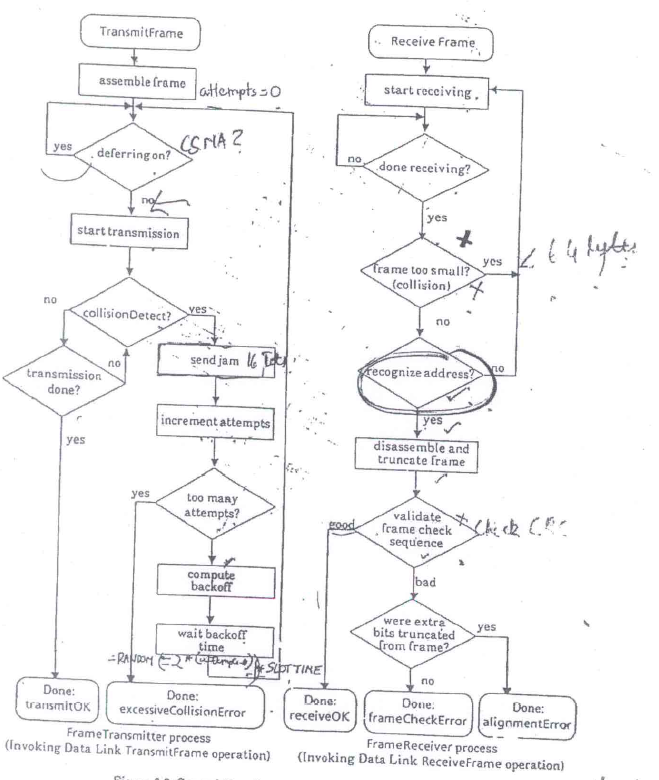 TransmitFrame
assemble frame
attempts=0
yes
deferring on?
CSMA?
no
start transmission
no
collisionDetect?
yes
transmission
done?
no
send jam
yes
increment attempts
yes
too many
attempts?
compute
backoff
wait backoff
time
=RANDOM
SLOTTIME
Done:
transmitOK
Done:
excessiveCollisionError
FrameTransmitter process
(Invoking Data Link TransmitFrame operation)
Receive Frame
start receiving
no
done receiving?
yes
frame too small?
(collision)
yes
no
recognize address?
no
yes
disassemble and
truncate frame
good
validate
frame check
sequence
Check CRC
bad
were extra
bits truncated
from frame?
yes
no
Done:
receiveOK
Done:
frameCheckError
Done:
alignmentError
FrameReceiver process
(Invoking Data Link ReceiveFrame operation)